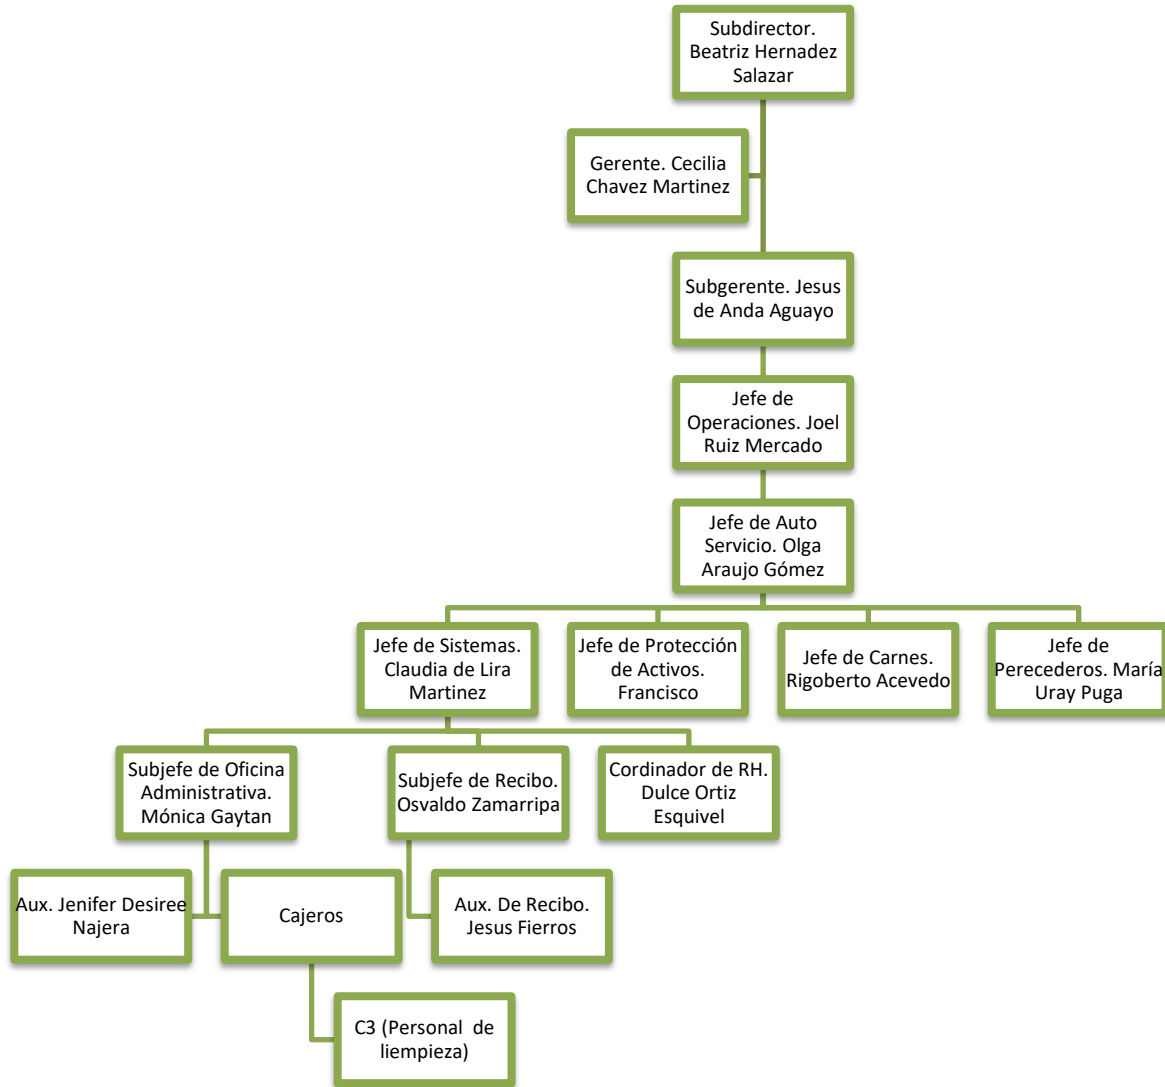 Subdirector.
Beatriz Hernadez
Salazar
Gerente. Cecilia
Chavez Martinez
Subgerente. Jesus
de Anda Aguayo
Jefe de
Operaciones. Joel
Ruiz Mercado
Jefe de Auto
Servicio. Olga
Araujo Gómez
Jefe de Sistemas.
Claudia de Lira
Martinez
Jefe de Protección
de Activos.
Francisco
Jefe de Carnes.
Rigoberto Acevedo
Jefe de
Perecederos. María
Uray Puga
Subjefe de Oficina
Administrativa.
Mónica Gaytan
Subjefe de Recibo.
Osvaldo Zamarripa
Cordinador de RH.
Dulce Ortiz
Esquivel
Aux. Jenifer Desiree
Najera
Cajeros
Aux. De Recibo.
Jesus Fierros
C3 (Personal de
liempieza)